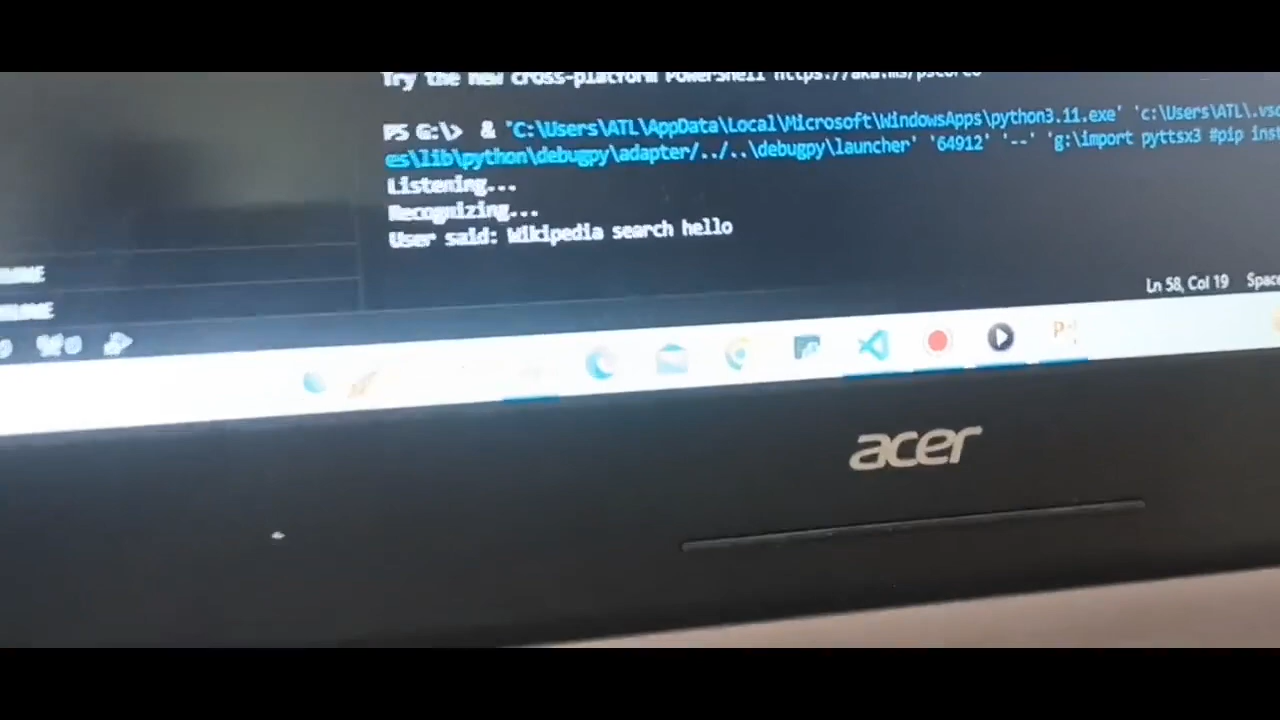 Try the new cross-platform PowerShell https://aka.ms/pscore6
PS G:\> & 'C:\Users\ATL\AppData\Local\Microsoft\WindowsApps\python3.11.exe' 'c:\Users\ATL\.vsc
es\lib\python\debugpy\adapter/../..\debugpy\launcher' '64912' '--' 'g:\import pyttsx3 #pip inst
Listening...
Recognizing...
User said: Wikipedia search hello
Ln 58, Col 19 Space
acer